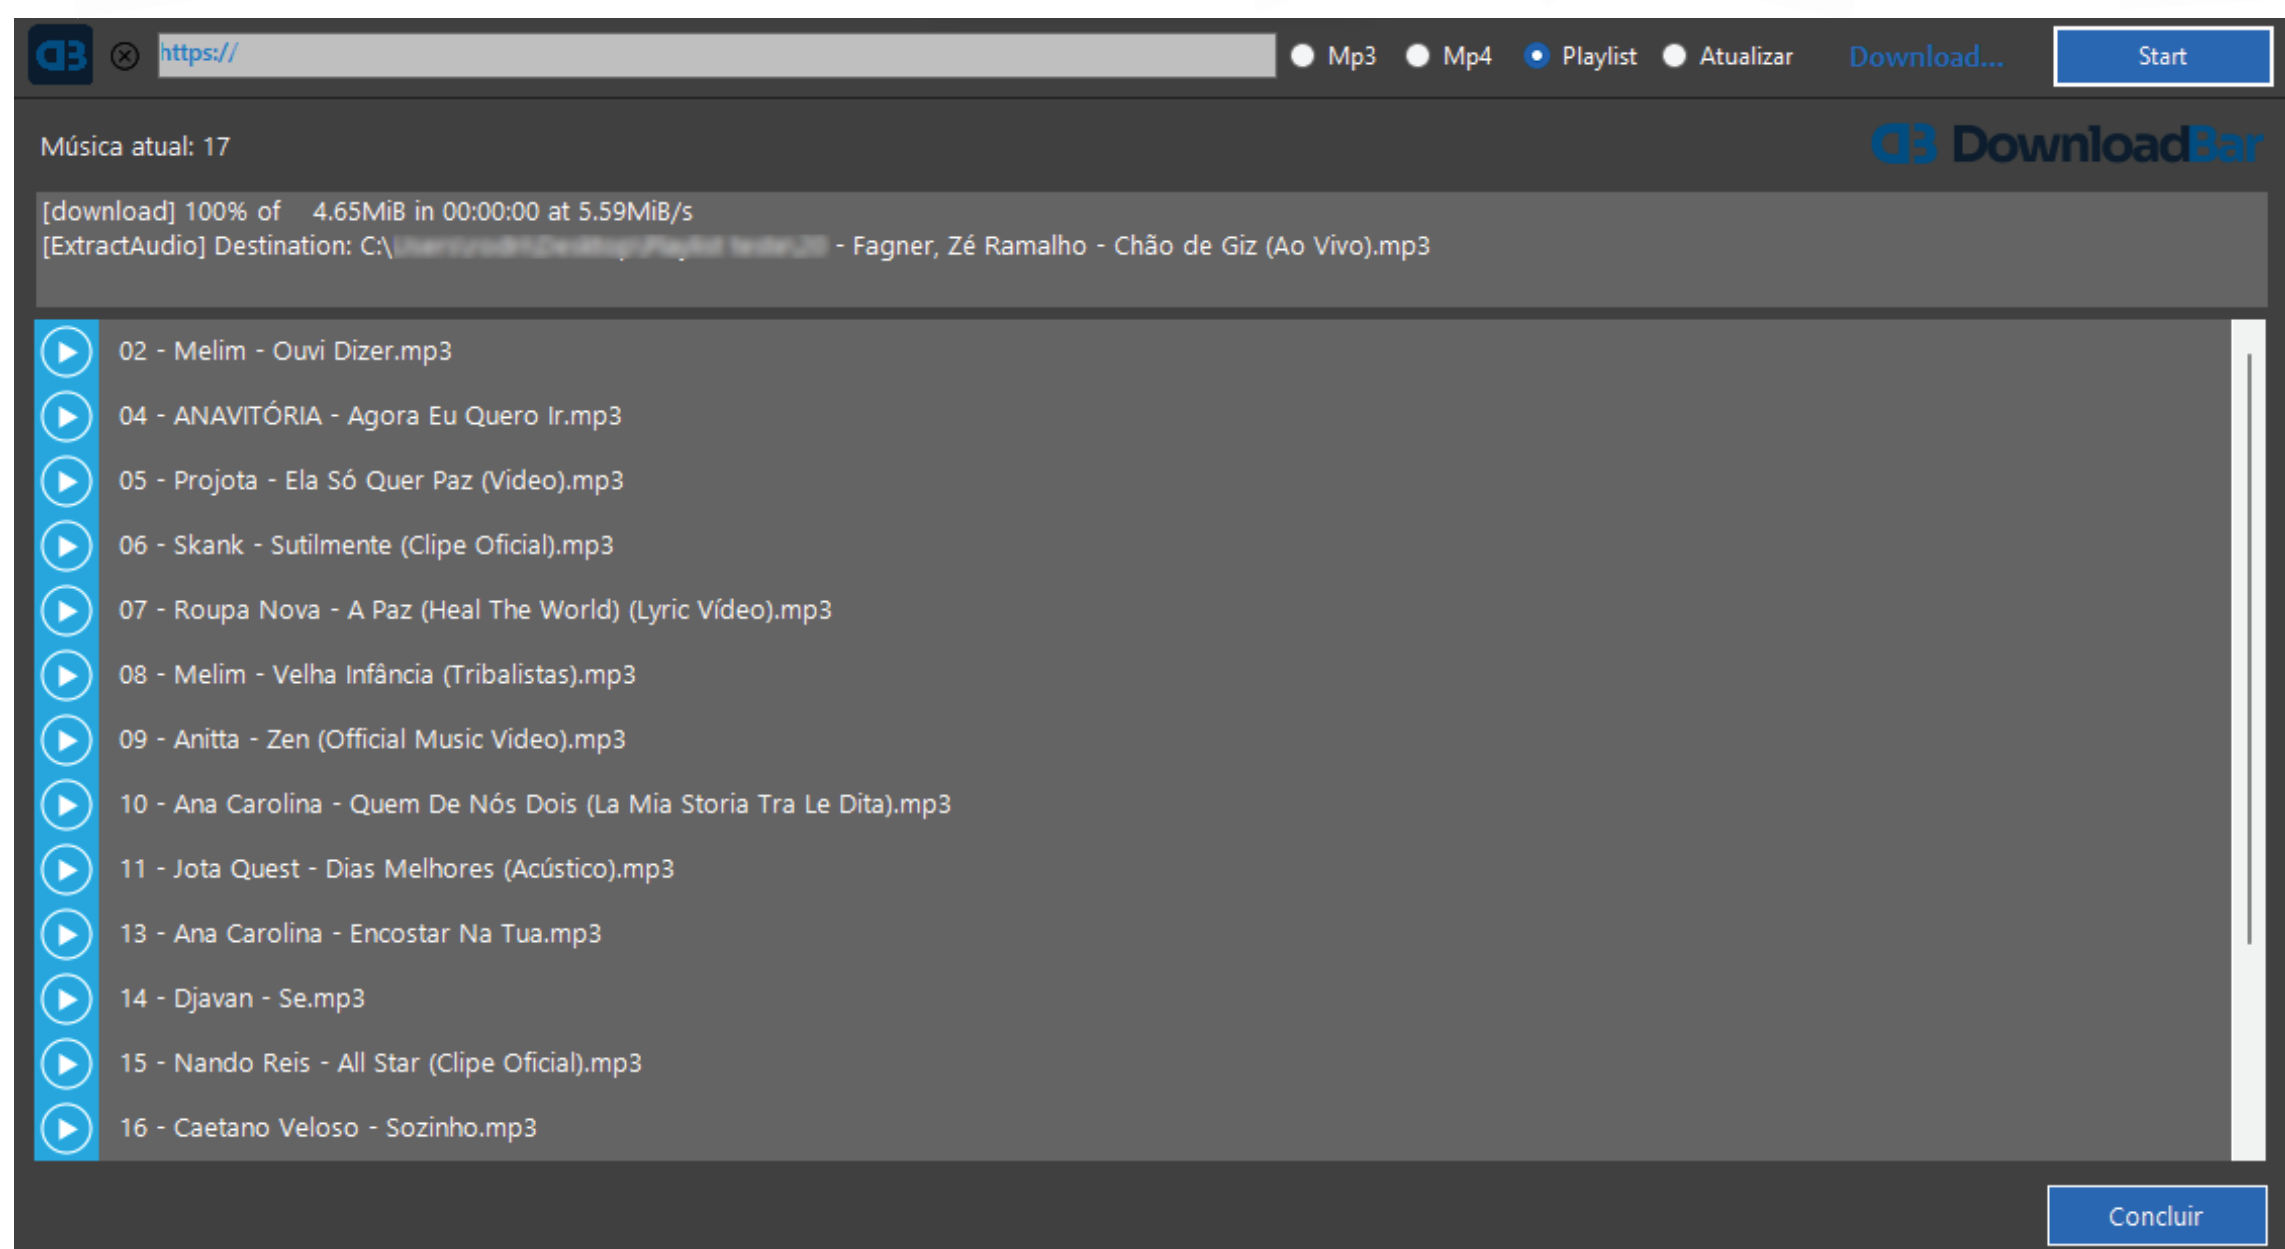 https://
Mp3 Mp4 Playlist Atualizar Download... Start
Música atual: 17
DownloadBar
[download] 100% of 4.65MiB in 00:00:00 at 5.59MiB/s
[ExtractAudio] Destination: C:\ - Fagner, Zé Ramalho - Chão de Giz (Ao Vivo).mp3
02 - Melim - Ouvi Dizer.mp3
04 - ANAVITÓRIA - Agora Eu Quero Ir.mp3
05 - Projota - Ela Só Quer Paz (Video).mp3
06 - Skank - Sutilmente (Clipe Oficial).mp3
07 - Roupa Nova - A Paz (Heal The World) (Lyric Vídeo).mp3
08 - Melim - Velha Infância (Tribalistas).mp3
09 - Anitta - Zen (Official Music Video).mp3
10 - Ana Carolina - Quem De Nós Dois (La Mia Storia Tra Le Dita).mp3
11 - Jota Quest - Dias Melhores (Acústico).mp3
13 - Ana Carolina - Encostar Na Tua.mp3
14 - Djavan - Se.mp3
15 - Nando Reis - All Star (Clipe Oficial).mp3
16 - Caetano Veloso - Sozinho.mp3
Concluir